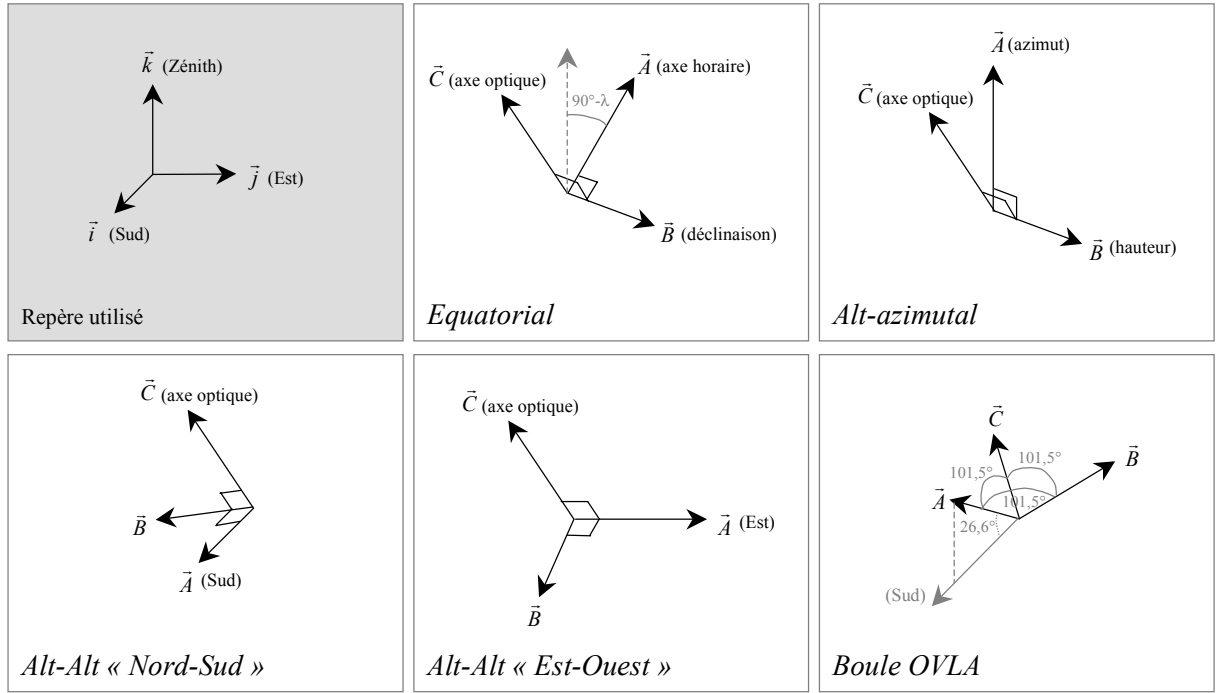 k⃗ (Zénith)
j⃗ (Est)
i⃗ (Sud)
Repère utilisé
C⃗ (axe optique)
A⃗ (axe horaire)
90°-λ
B⃗ (déclinaison)
Equatorial
A⃗ (azimut)
C⃗ (axe optique)
B⃗ (hauteur)
Alt-azimutal
C⃗ (axe optique)
B⃗
A⃗ (Sud)
Alt-Alt « Nord-Sud »
C⃗ (axe optique)
A⃗ (Est)
B⃗
Alt-Alt « Est-Ouest »
C⃗
101,5°
B⃗
101,5°
A⃗
101,5°
26,6°
(Sud)
Boule OVLA